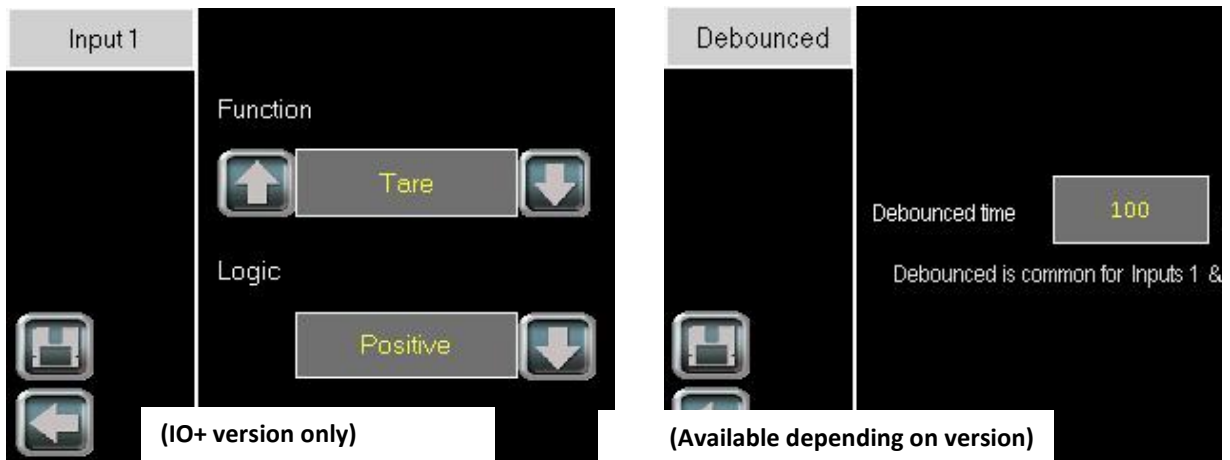 Input 1
Function
Tare
Logic
Positive
(IO+ version only)
Debounced
Debounced time
100
Debounced is common for Inputs 1 &
(Available depending on version)